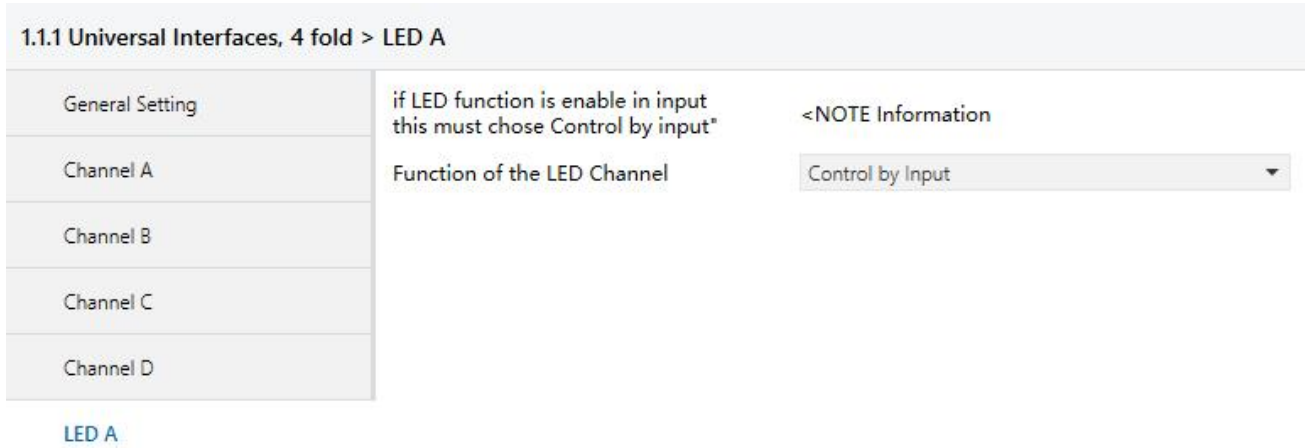 1.1.1 Universal Interfaces, 4 fold > LED A
General Setting
if LED function is enable in input
this must chose Control by input"
<NOTE Information
Channel A
Function of the LED Channel
Control by Input
Channel B
Channel C
Channel D
LED A